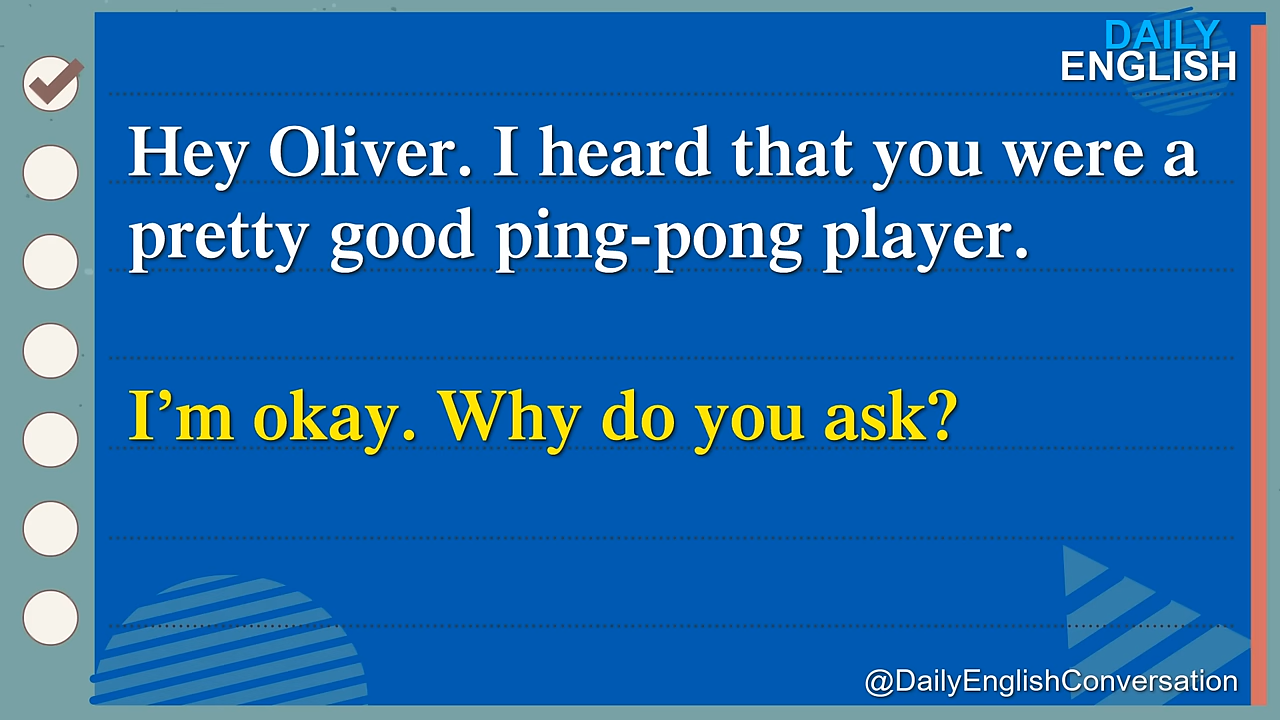 DAILY
ENGLISH
Hey Oliver. I heard that you were a
pretty good ping-pong player.
I’m okay. Why do you ask?
@DailyEnglishConversation